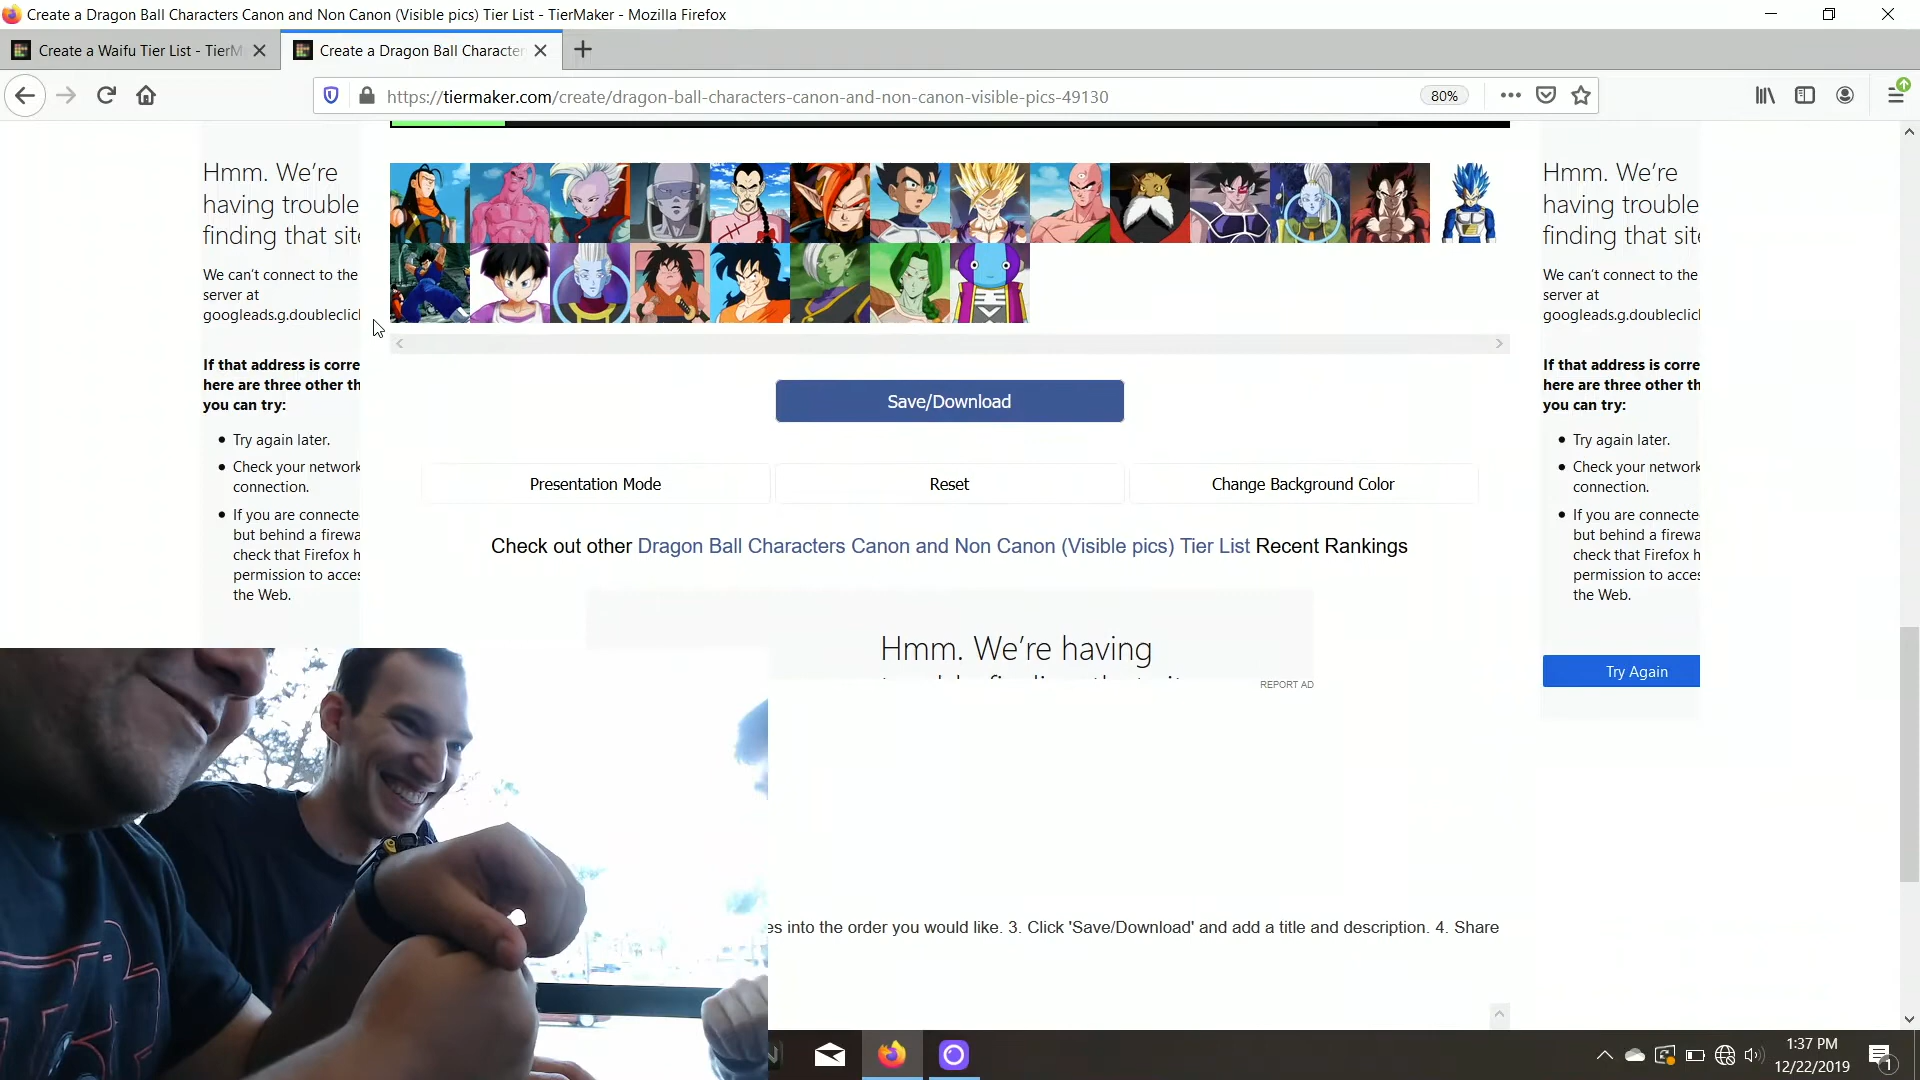 Create a Dragon Ball Characters Canon and Non Canon (Visible pics) Tier List - TierMaker - Mozilla Firefox
Create a Waifu Tier List - TierM
Create a Dragon Ball Character
https://tiermaker.com/create/dragon-ball-characters-canon-and-non-canon-visible-pics-49130
80%
Hmm. We're
having trouble
finding that site
We can't connect to the
server at
googleads.g.doubleclic
If that address is corre
here are three other th
you can try:
Try again later.
Check your network
connection.
If you are connecte
but behind a firewa
check that Firefox h
permission to acces
the Web.
Save/Download
Presentation Mode
Reset
Change Background Color
Check out other Dragon Ball Characters Canon and Non Canon (Visible pics) Tier List Recent Rankings
Hmm. We're having
REPORT AD
es into the order you would like. 3. Click 'Save/Download' and add a title and description. 4. Share
Hmm. We're
having trouble
finding that site
We can't connect to the
server at
googleads.g.doubleclic
If that address is corre
here are three other th
you can try:
Try again later.
Check your network
connection.
If you are connecte
but behind a firewa
check that Firefox h
permission to acces
the Web.
Try Again
1:37 PM
12/22/2019
1